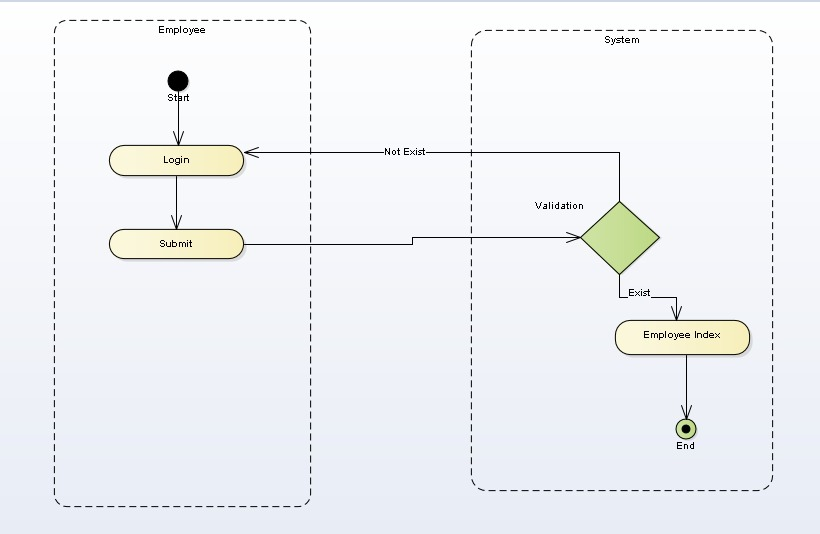 Employee
System
Start
Not Exist
Login
Validation
Submit
Exist
Employee Index
End